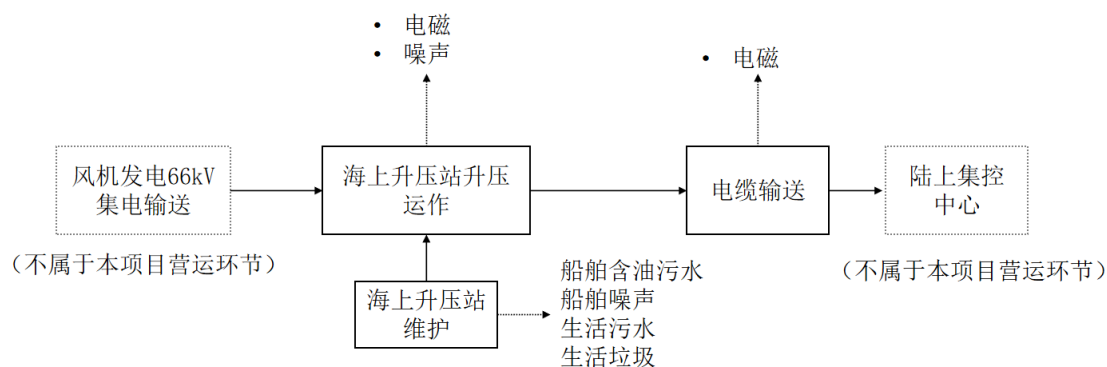 • 电磁
• 噪声
• 电磁
风机发电66kV
集电输送
海上升压站升压
运作
电缆输送
陆上集控
中心
（不属于本项目营运环节）
（不属于本项目营运环节）
海上升压站
维护
船舶含油污水
船舶噪声
生活污水
生活垃圾